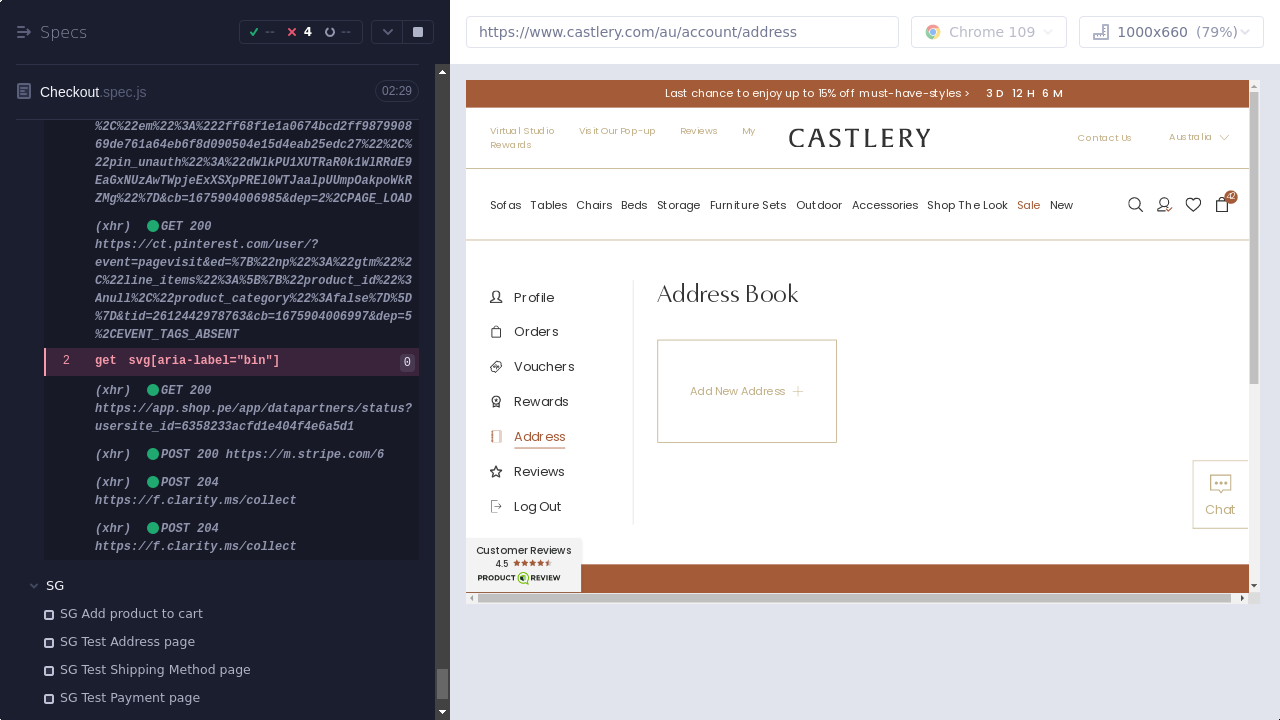 Specs
--
4
--
https://www.castlery.com/au/account/address
Chrome 109
1000x660 (79%)
Checkout.spec.js
02:29
%2C%22em%22%3A%222ff68f1e1a0674bcd2ff9879908
69de761a64eb6f8d090504e15d4eab25edc27%22%2C%
22pin_unauth%22%3A%22dWlkPU1XUTRaR0k1WlRRdE9
EaGxNUzAwTWpjeExXSXpPREl0WTJaalpUUmpOakpoWkR
ZMg%22%7D&cb=1675904006985&dep=2%2CPAGE_LOAD
(xhr) GET 200
https://ct.pinterest.com/user/?
event=pagevisit&ed=%7B%22np%22%3A%22gtm%22%2
C%22line_items%22%3A%5B%7B%22product_id%22%3
Anull%2C%22product_category%22%3Afalse%7D%5D
%7D&tid=2612442978763&cb=1675904006997&dep=5
%2CEVENT_TAGS_ABSENT
2 get svg[aria-label="bin"] 0
(xhr) GET 200
https://app.shop.pe/app/datapartners/status?
usersite_id=6358233acfd1e404f4e6a5d1
(xhr) POST 200 https://m.stripe.com/6
(xhr) POST 204
https://f.clarity.ms/collect
(xhr) POST 204
https://f.clarity.ms/collect
SG
SG Add product to cart
SG Test Address page
SG Test Shipping Method page
SG Test Payment page
Last chance to enjoy up to 15% off must-have-styles > 3 D 12 H 6 M
Virtual Studio Visit Our Pop-up Reviews My
Rewards
CASTLERY
Contact Us
Australia
Sofas Tables Chairs Beds Storage Furniture Sets Outdoor Accessories Shop The Look Sale New
42
Profile
Orders
Vouchers
Rewards
Address
Reviews
Log Out
Address Book
Add New Address
Chat
Customer Reviews
4.5
PRODUCT REVIEW